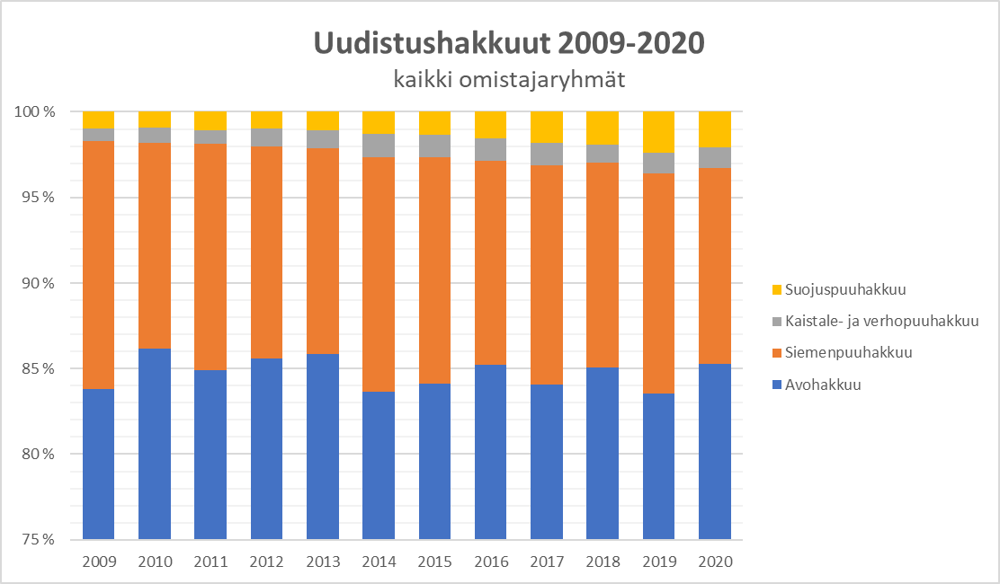 Uudistushakkuut 2009-2020
kaikki omistajaryhmät
100 %
95 %
90 %
85 %
80 %
75 %
2009 2010 2011 2012 2013 2014 2015 2016 2017 2018 2019 2020
Suojuspuuhakkuu
Kaistale- ja verhopuuhakkuu
Siemenpuuhakkuu
Avohakkuu